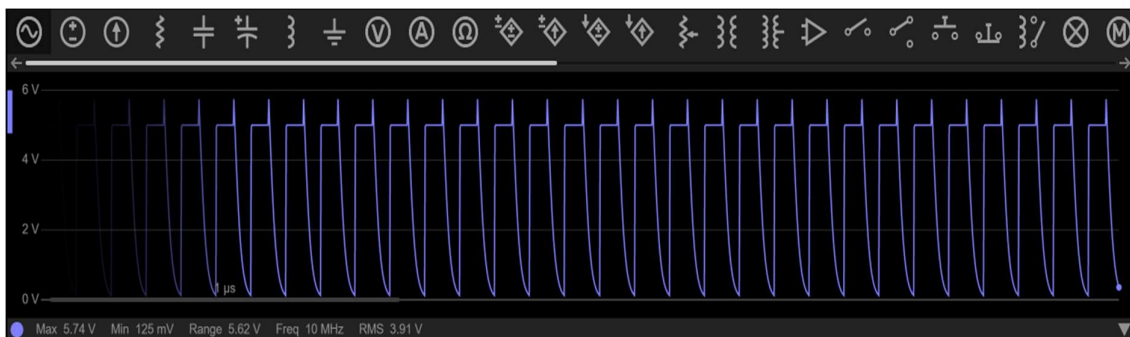 V A Ω M
6 V
4 V
2 V
0 V
1 µs
Max 5.74 V Min 125 mV Range 5.62 V Freq 10 MHz RMS 3.91 V